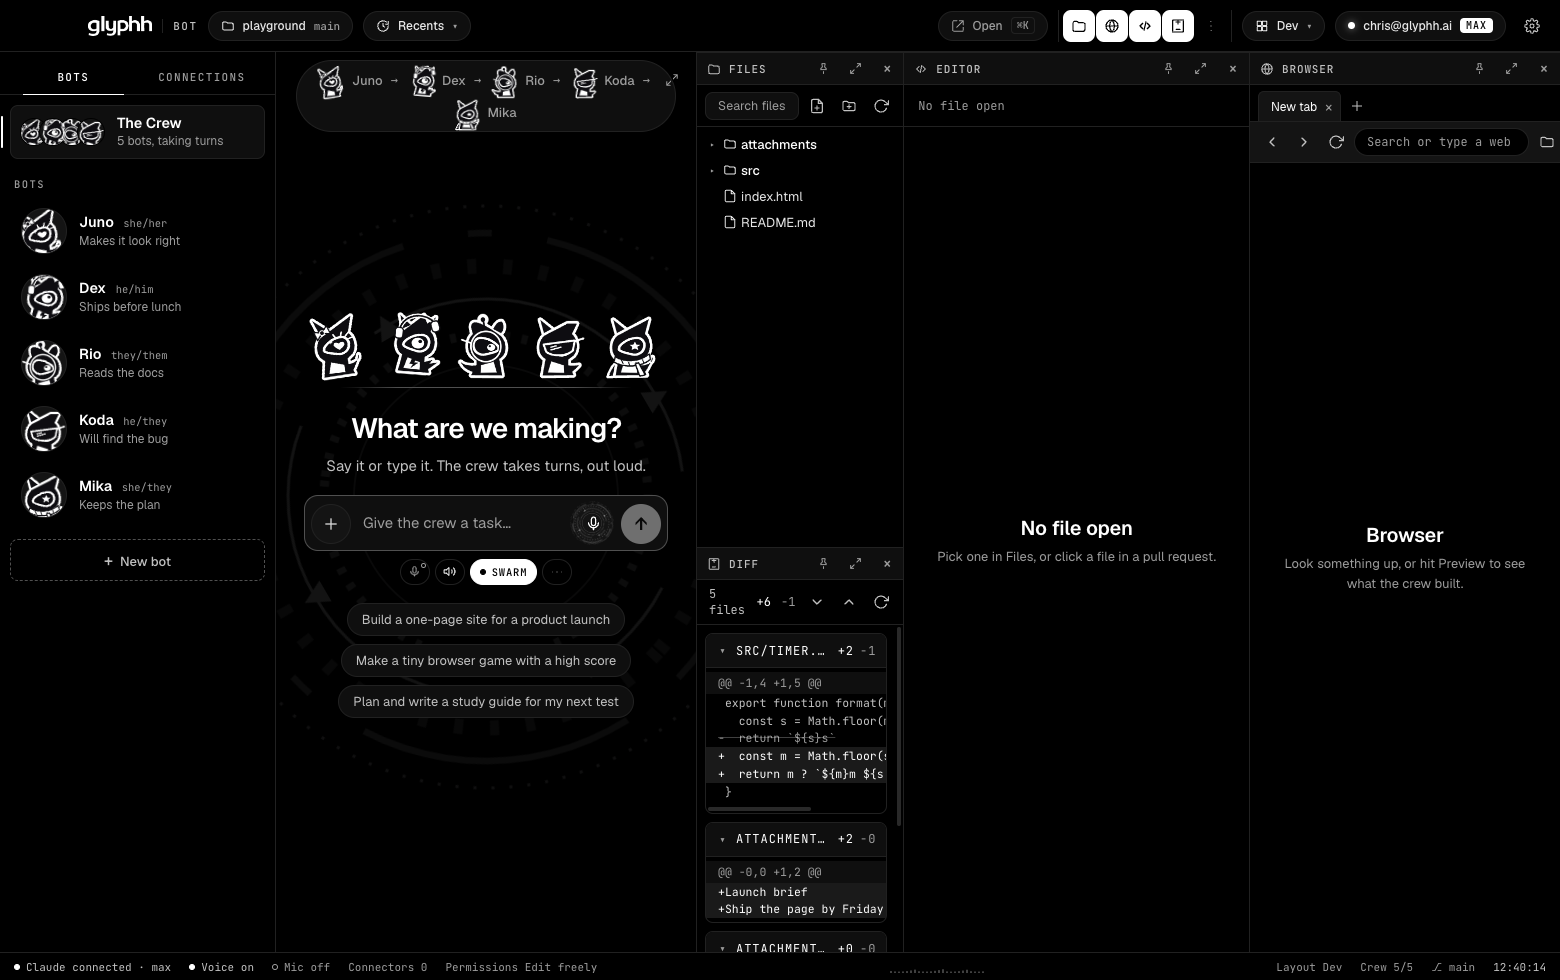 glyphh BOT playground main Recents Open ⌘K Dev chris@glyphh.ai MAX
BOTS CONNECTIONS
The Crew
5 bots, taking turns
BOTS
Juno she/her
Makes it look right
Dex he/him
Ships before lunch
Rio they/them
Reads the docs
Koda he/they
Will find the bug
Mika she/they
Keeps the plan
+ New bot
Juno → Dex → Rio → Koda →
Mika
What are we making?
Say it or type it. The crew takes turns, out loud.
Give the crew a task...
SWARM
Build a one-page site for a product launch
Make a tiny browser game with a high score
Plan and write a study guide for my next test
FILES
Search files
attachments
src
index.html
README.md
DIFF
5 files +6 -1
SRC/TIMER.… +2 -1
@@ -1,4 +1,5 @@
export function format(m
const s = Math.floor(m
- return `${s}s`
+ const m = Math.floor(s
+ return m ? `${m}m ${s
}
ATTACHMENT… +2 -0
@@ -0,0 +1,2 @@
+Launch brief
+Ship the page by Friday
ATTACHMENT… +0 -0
EDITOR
No file open
No file open
Pick one in Files, or click a file in a pull request.
BROWSER
New tab
Search or type a web
Browser
Look something up, or hit Preview to see
what the crew built.
Claude connected · max Voice on Mic off Connectors 0 Permissions Edit freely Layout Dev Crew 5/5 main 12:40:14